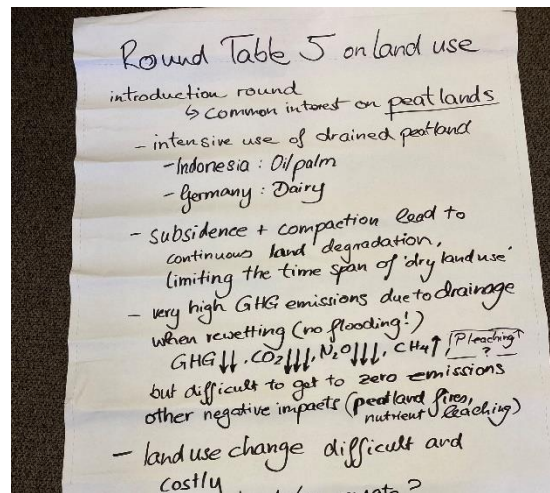 Round Table 5 on land use
introduction round
↳ Common interest on peatlands
- intensive use of drained peatland
- Indonesia : Oil palm
- Germany : Dairy
- subsidence + compaction lead to
continuous land degradation,
limiting the time span of 'dry land use'
- very high GHG emissions due to drainage
when rewetting (no flooding!)
GHG↓↓, CO2↓↓↓, N2O↓↓↓, CH4↑ P leaching↑ ?
but difficult to get to zero emissions
other negative impacts (peatland fires,
nutrient leaching)
- land use change difficult and
costly